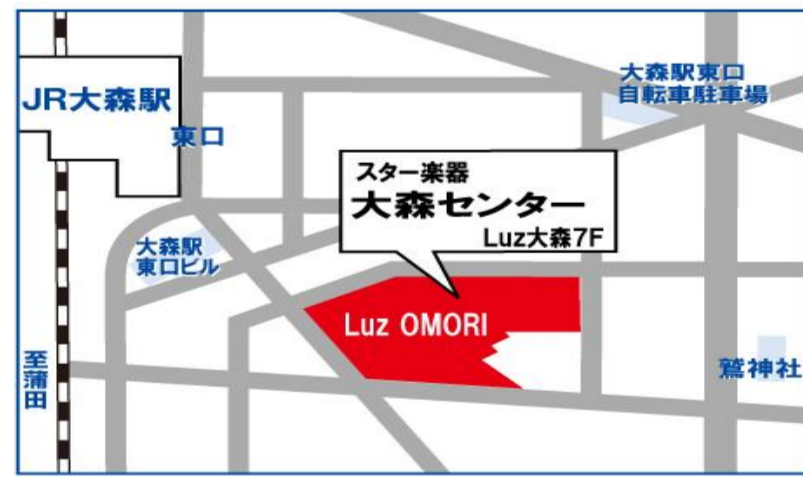 JR大森駅
東口
大森駅東口
自転車駐車場
スター楽器
大森センター
Luz大森7F
大森駅
東口ビル
Luz OMORI
至蒲田
鷲神社